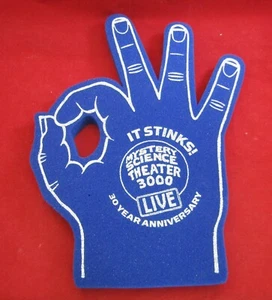 IT STINKS!
MYSTERY
SCIENCE
THEATER
3000
LIVE
30 YEAR ANNIVERSARY